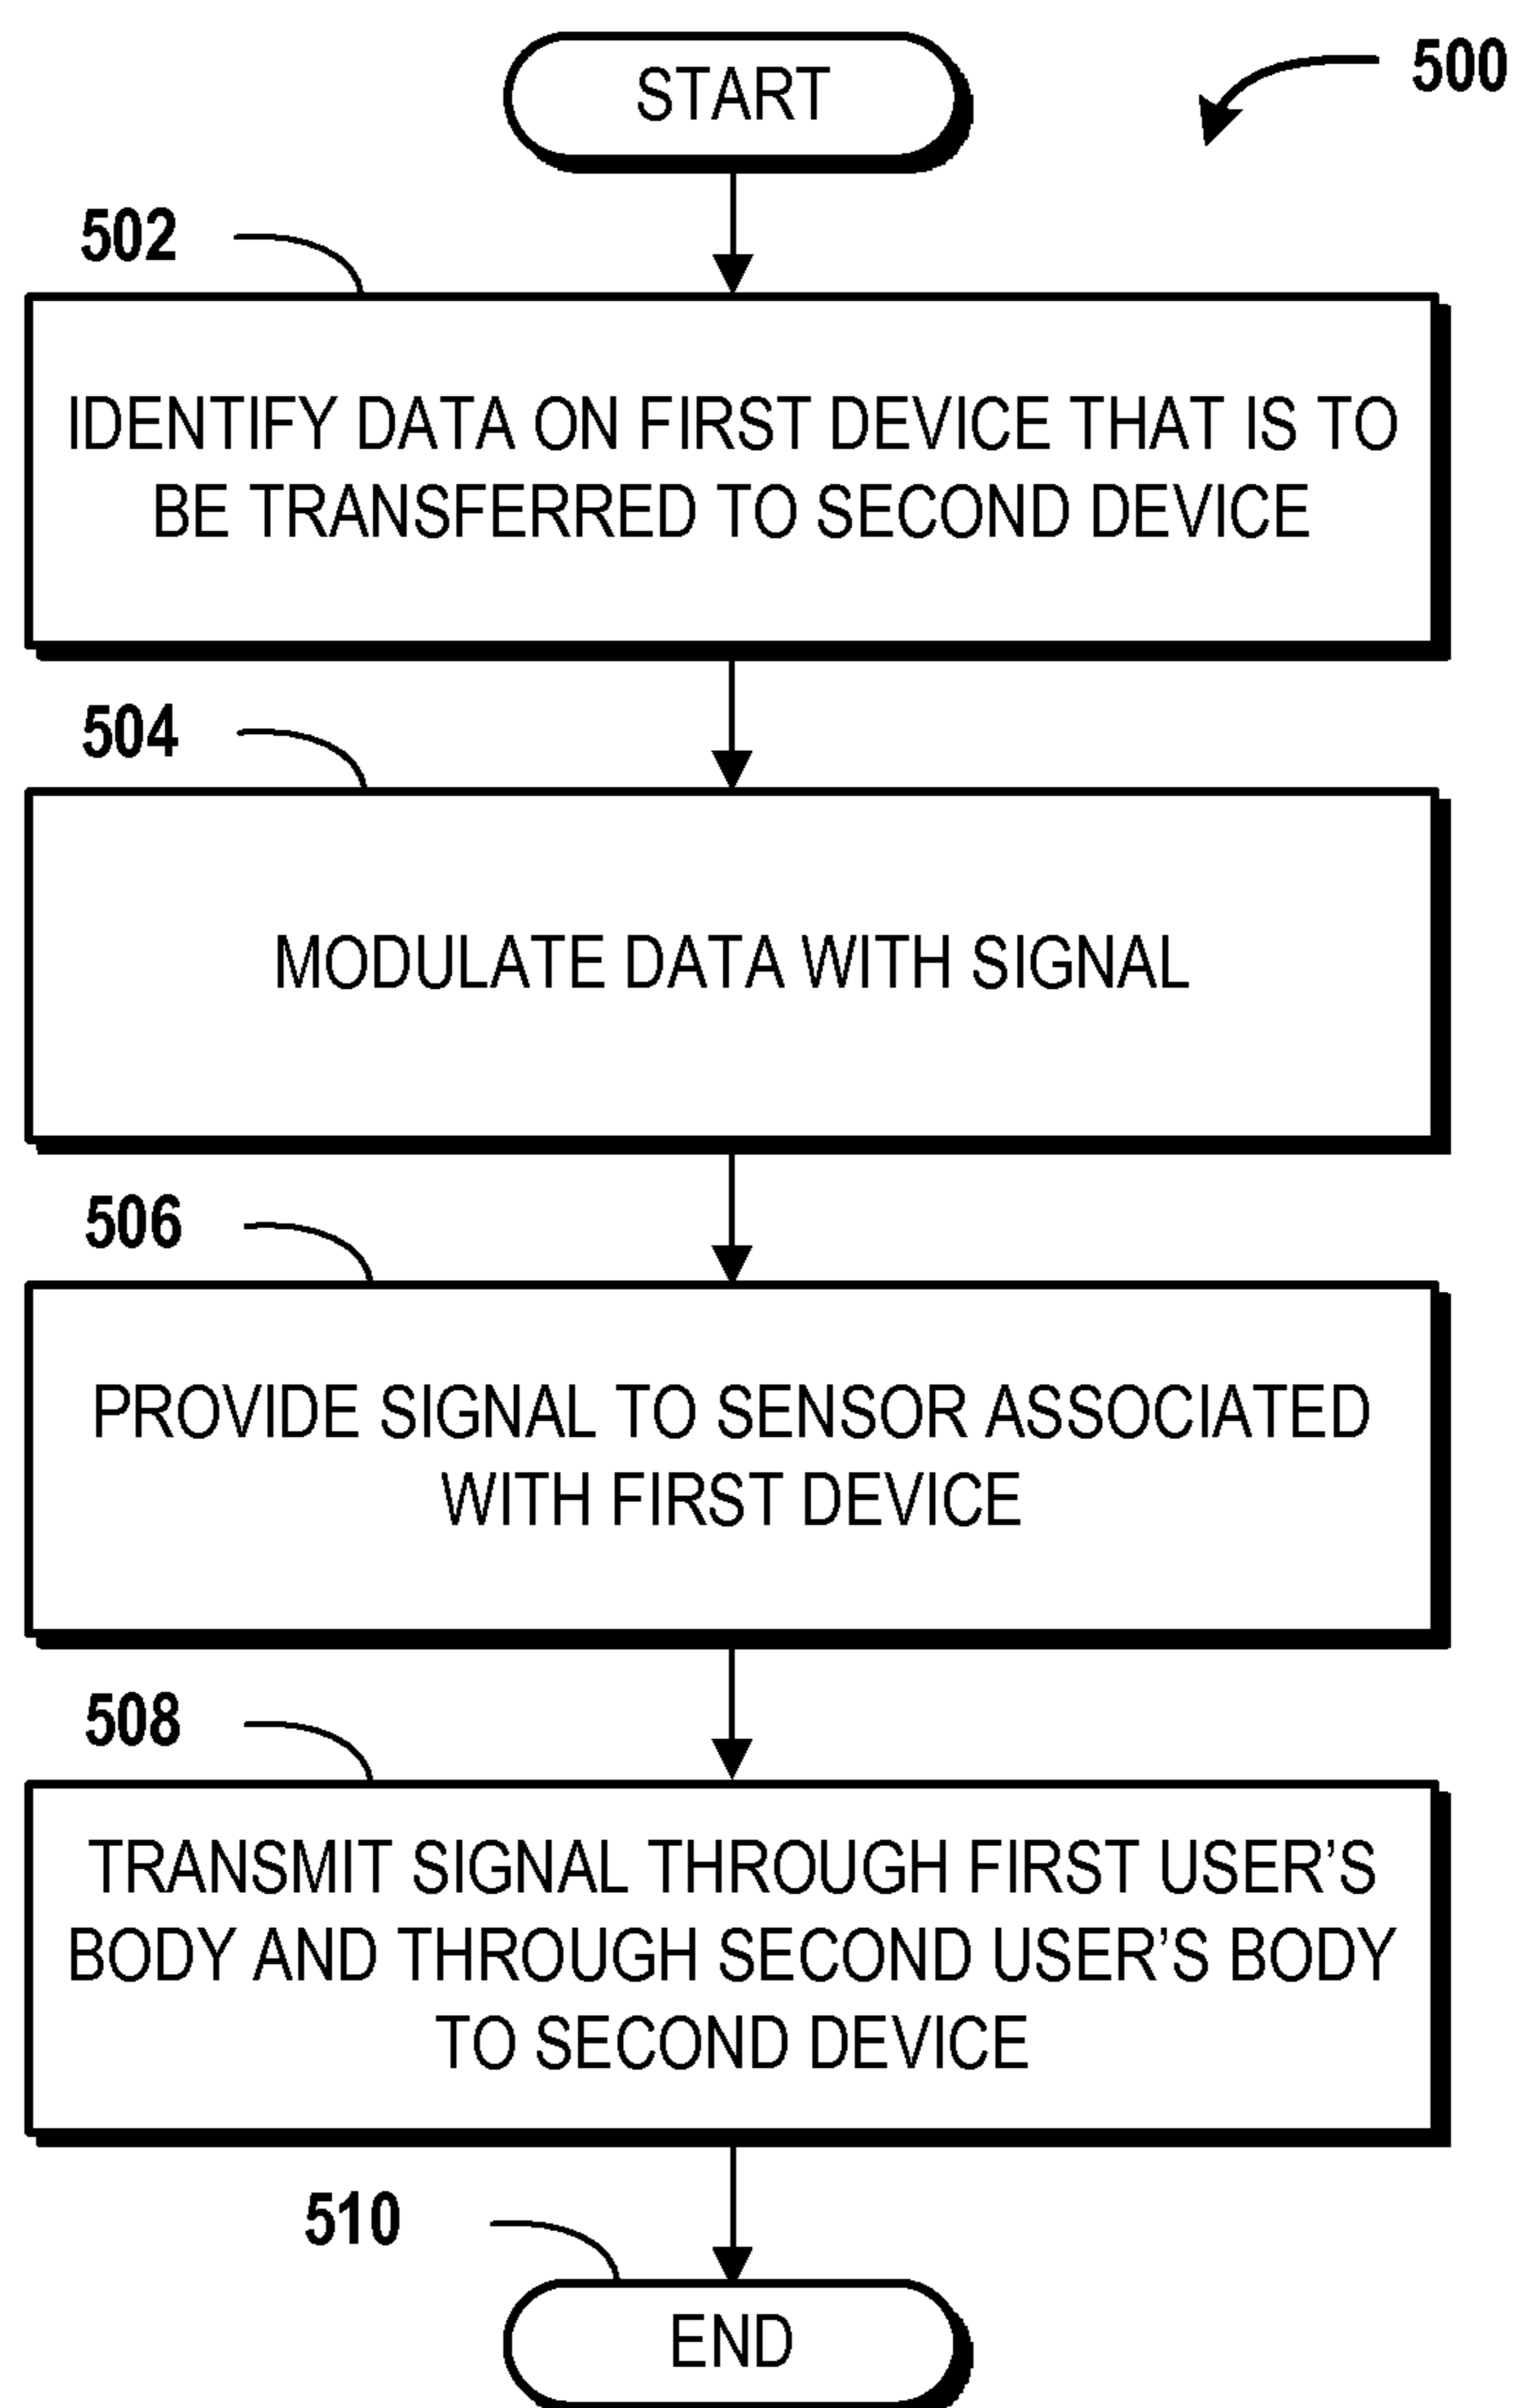 START
500
502
IDENTIFY DATA ON FIRST DEVICE THAT IS TO
BE TRANSFERRED TO SECOND DEVICE
504
MODULATE DATA WITH SIGNAL
506
PROVIDE SIGNAL TO SENSOR ASSOCIATED
WITH FIRST DEVICE
508
TRANSMIT SIGNAL THROUGH FIRST USER'S
BODY AND THROUGH SECOND USER'S BODY
TO SECOND DEVICE
510
END